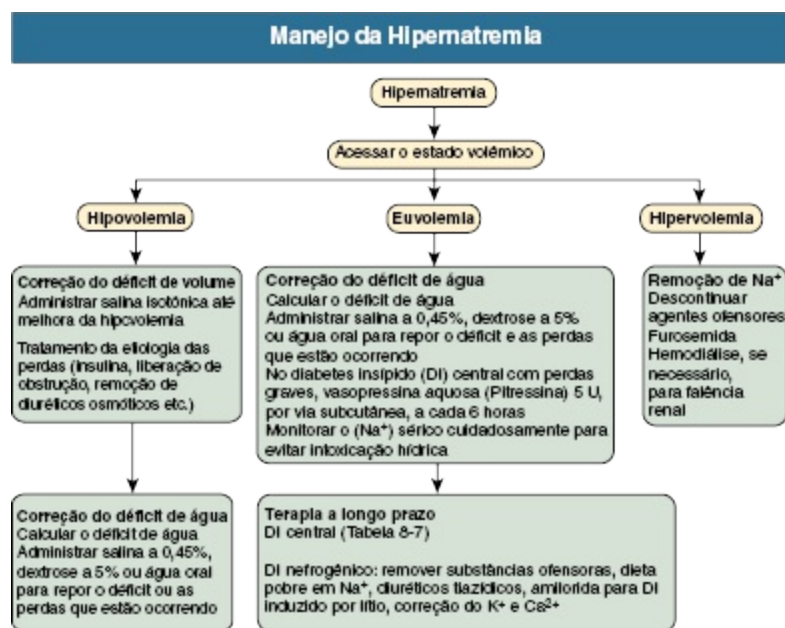 Manejo da Hipernatremia
Hipernatremia
Acessar o estado volêmico
Hipovolemia
Euvolemia
Hipervolemia
Correção do déficit de volume
Administrar salina isotônica até
melhora da hipovolemia
Tratamento da etiologia das
perdas (insulina, liberação de
obstrução, remoção de
diuréticos osmóticos etc.)
Correção do déficit de água
Calcular o déficit de água
Administrar salina a 0,45%, dextrose a 5%
ou água oral para repor o déficit e as perdas
que estão ocorrendo
No diabetes insípido (DI) central com perdas
graves, vasopressina aquosa (Pitressina) 5 U,
por via subcutânea, a cada 6 horas
Monitorar o (Na⁺) sérico cuidadosamente para
evitar intoxicação hídrica
Remoção de Na⁺
Descontinuar
agentes ofensores
Furosemida
Hemodiálise, se
necessário,
para falência
renal
Correção do déficit de água
Calcular o déficit de água
Administrar salina a 0,45%,
dextrose a 5% ou água oral
para repor o déficit ou as
perdas que estão ocorrendo
Terapia a longo prazo
DI central (Tabela 8-7)
DI nefrogênico: remover substâncias ofensoras, dieta
pobre em Na⁺, diuréticos tiazídicos, amilorida para DI
induzido por lítio, correção do K⁺ e Ca²⁺